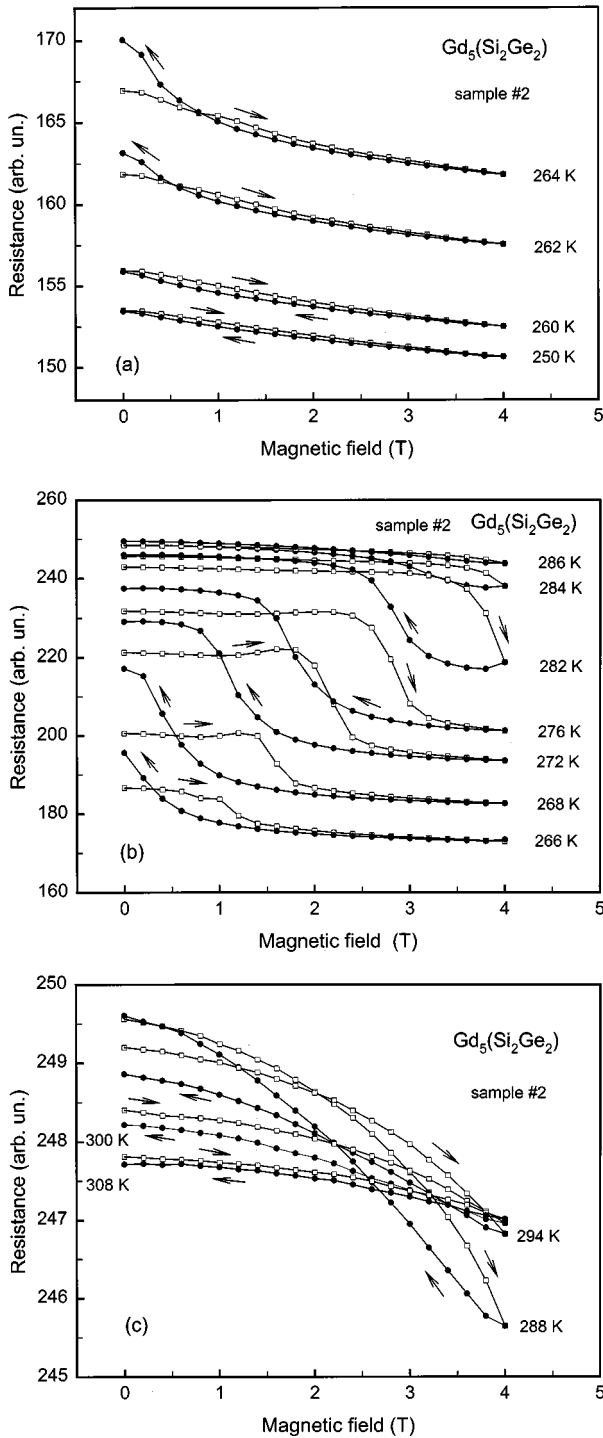 170
165
160
155
150
Resistance (arb. un.)
Gd5(Si2Ge2)
sample #2
264 K
262 K
260 K
250 K
(a)
0 1 2 3 4 5
Magnetic field (T)
260
240
220
200
180
160
Resistance (arb. un.)
sample #2 Gd5(Si2Ge2)
286 K
284 K
282 K
276 K
272 K
268 K
266 K
(b)
0 1 2 3 4 5
Magnetic field (T)
250
249
248
247
246
245
Resistance (arb. un.)
Gd5(Si2Ge2)
sample #2
300 K
308 K
294 K
288 K
(c)
0 1 2 3 4 5
Magnetic field (T)